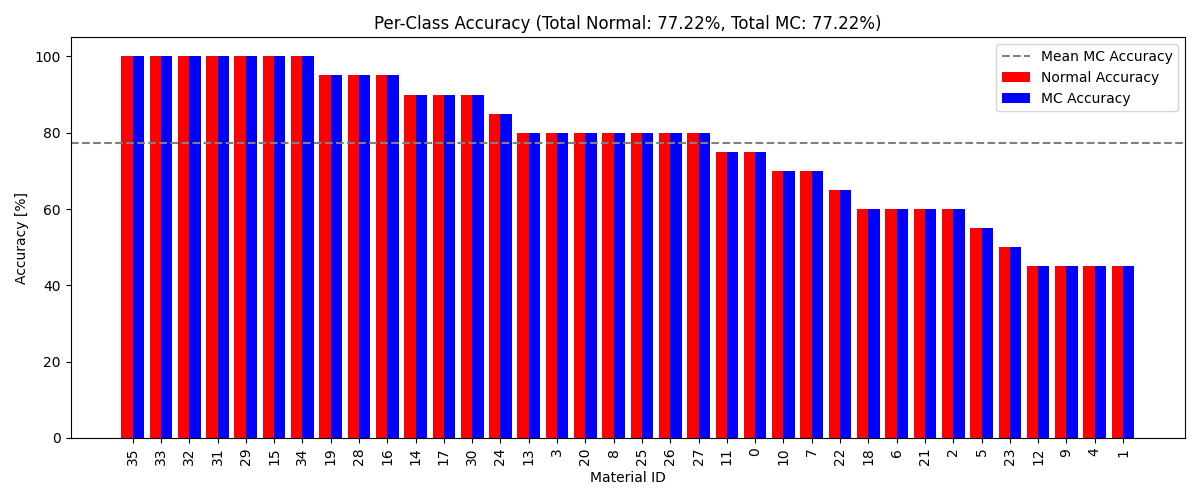 Per-Class Accuracy (Total Normal: 77.22%, Total MC: 77.22%)
Mean MC Accuracy
Normal Accuracy
MC Accuracy
Accuracy [%]
100
80
60
40
20
0
35 33 32 31 29 15 34 19 28 16 14 17 30 24 13 3 20 8 25 26 27 11 0 10 7 22 18 6 21 2 5 23 12 9 4 1
Material ID